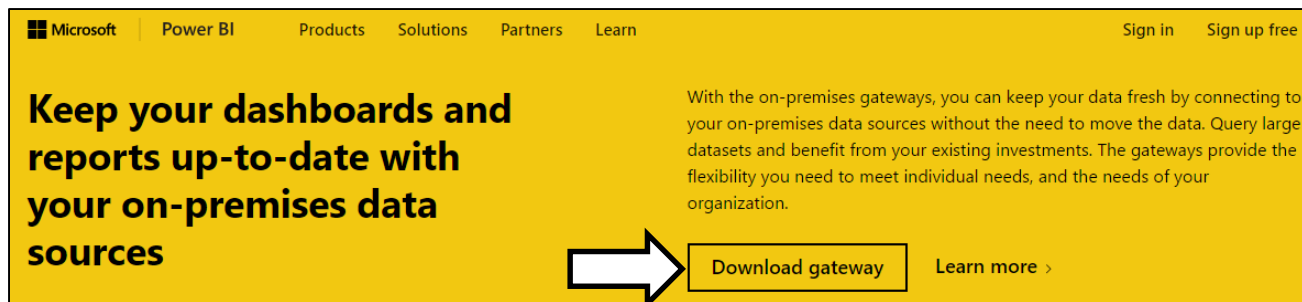 Microsoft Power BI Products Solutions Partners Learn Sign in Sign up free
Keep your dashboards and
reports up-to-date with
your on-premises data
sources
With the on-premises gateways, you can keep your data fresh by connecting to
your on-premises data sources without the need to move the data. Query large
datasets and benefit from your existing investments. The gateways provide the
flexibility you need to meet individual needs, and the needs of your
organization.
Download gateway Learn more >